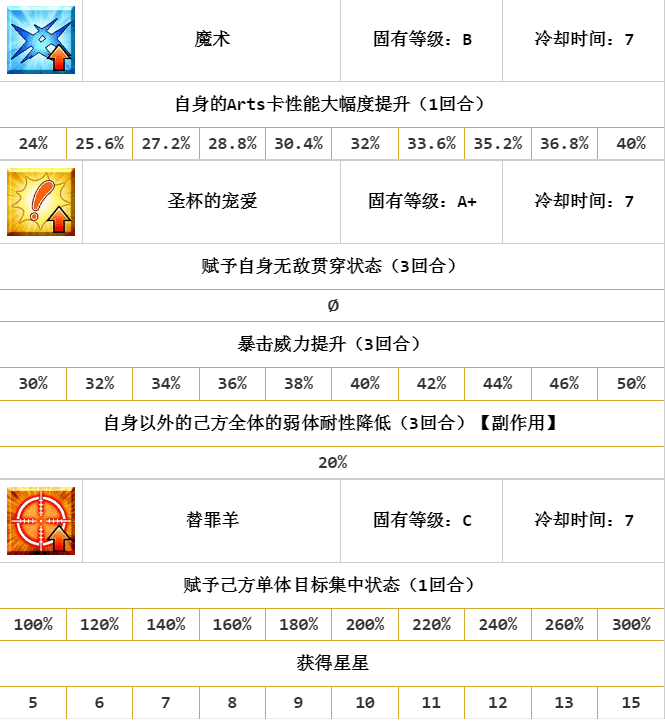 魔术 固有等级：B 冷却时间：7
自身的Arts卡性能大幅度提升（1回合）
24% 25.6% 27.2% 28.8% 30.4% 32% 33.6% 35.2% 36.8% 40%
圣杯的宠爱 固有等级：A+ 冷却时间：7
赋予自身无敌贯穿状态（3回合）
Ø
暴击威力提升（3回合）
30% 32% 34% 36% 38% 40% 42% 44% 46% 50%
自身以外的己方全体的弱体耐性降低（3回合）【副作用】
20%
替罪羊 固有等级：C 冷却时间：7
赋予己方单体目标集中状态（1回合）
100% 120% 140% 160% 180% 200% 220% 240% 260% 300%
获得星星
5 6 7 8 9 10 11 12 13 15